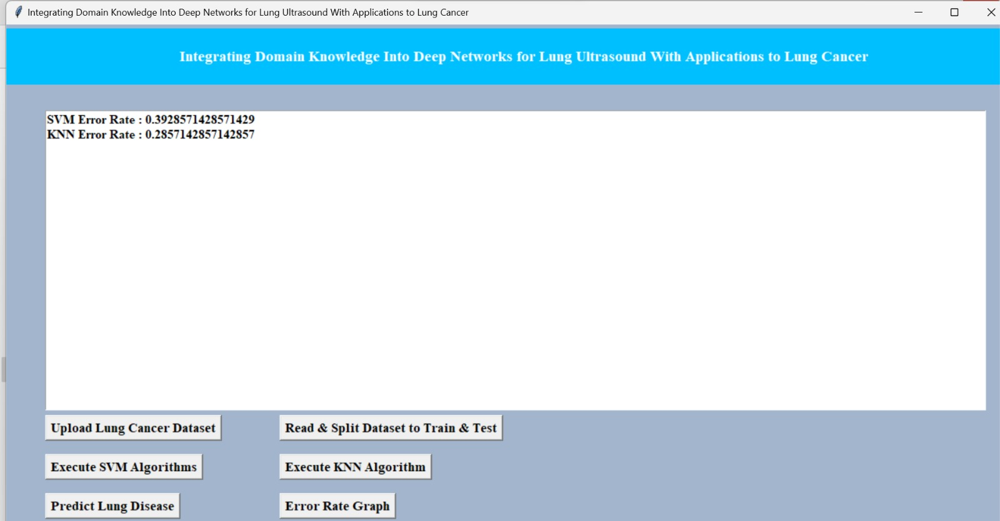 Integrating Domain Knowledge Into Deep Networks for Lung Ultrasound With Applications to Lung Cancer
Integrating Domain Knowledge Into Deep Networks for Lung Ultrasound With Applications to Lung Cancer
SVM Error Rate : 0.3928571428571429
KNN Error Rate : 0.2857142857142857
Upload Lung Cancer Dataset
Read & Split Dataset to Train & Test
Execute SVM Algorithms
Execute KNN Algorithm
Predict Lung Disease
Error Rate Graph